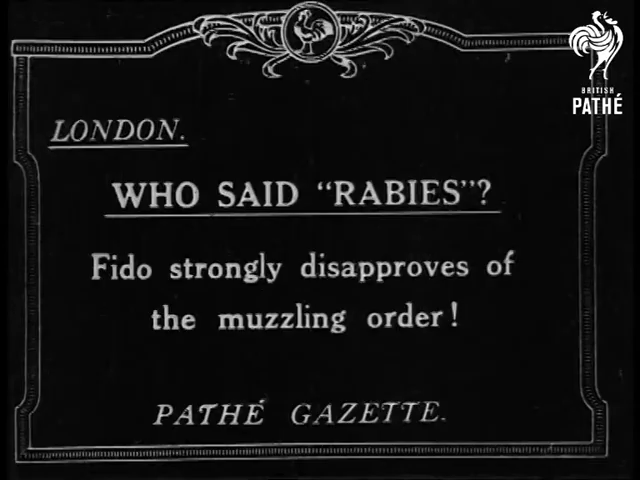 BRITISH
PATHÉ
LONDON.
WHO SAID "RABIES"?
Fido strongly disapproves of
the muzzling order!
PATHÉ GAZETTE.